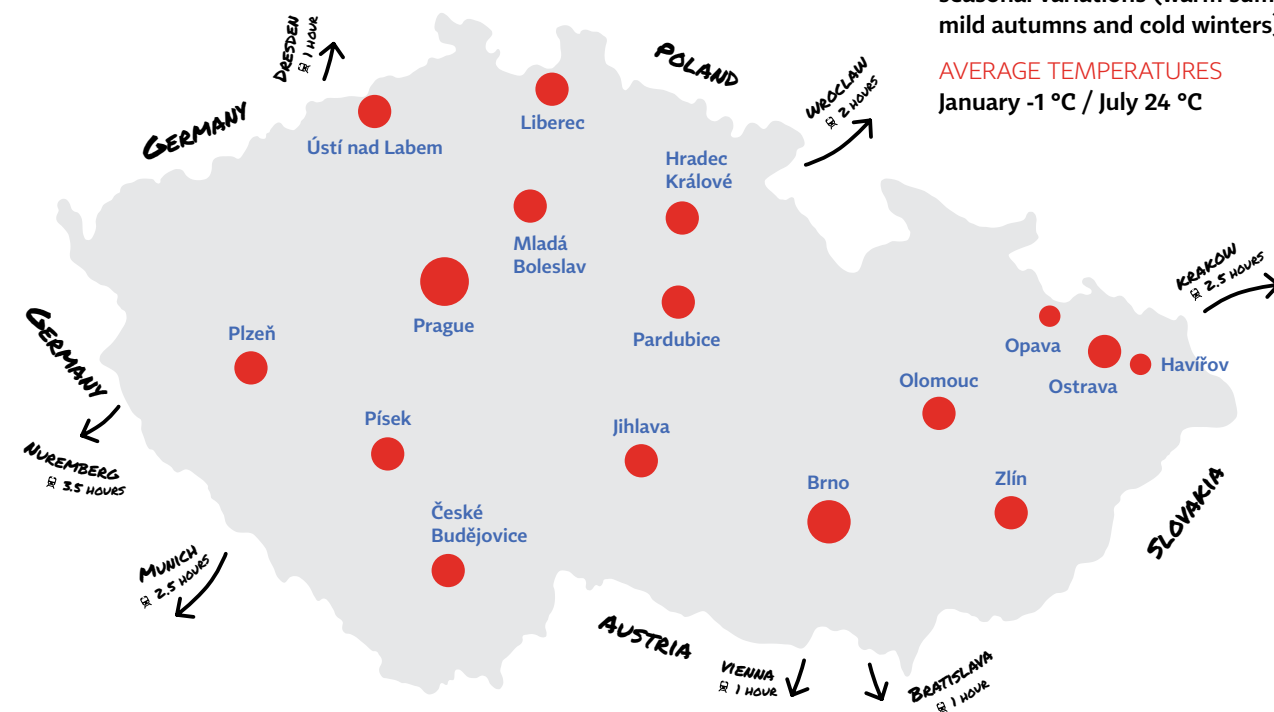 mild autumns and cold winters)
AVERAGE TEMPERATURES
January -1 °C / July 24 °C
DRESDEN
1 HOUR
POLAND
WROCLAW
2 HOURS
GERMANY
Liberec
Ústí nad Labem
Hradec
Králové
Mladá
Boleslav
KRAKOW
2.5 HOURS
GERMANY
Prague
Plzeň
Pardubice
Opava
Ostrava
Havířov
Olomouc
Písek
Jihlava
NUREMBERG
3.5 HOURS
Brno
Zlín
České
Budějovice
SLOVAKIA
MUNICH
2.5 HOURS
AUSTRIA
VIENNA
1 HOUR
BRATISLAVA
1 HOUR